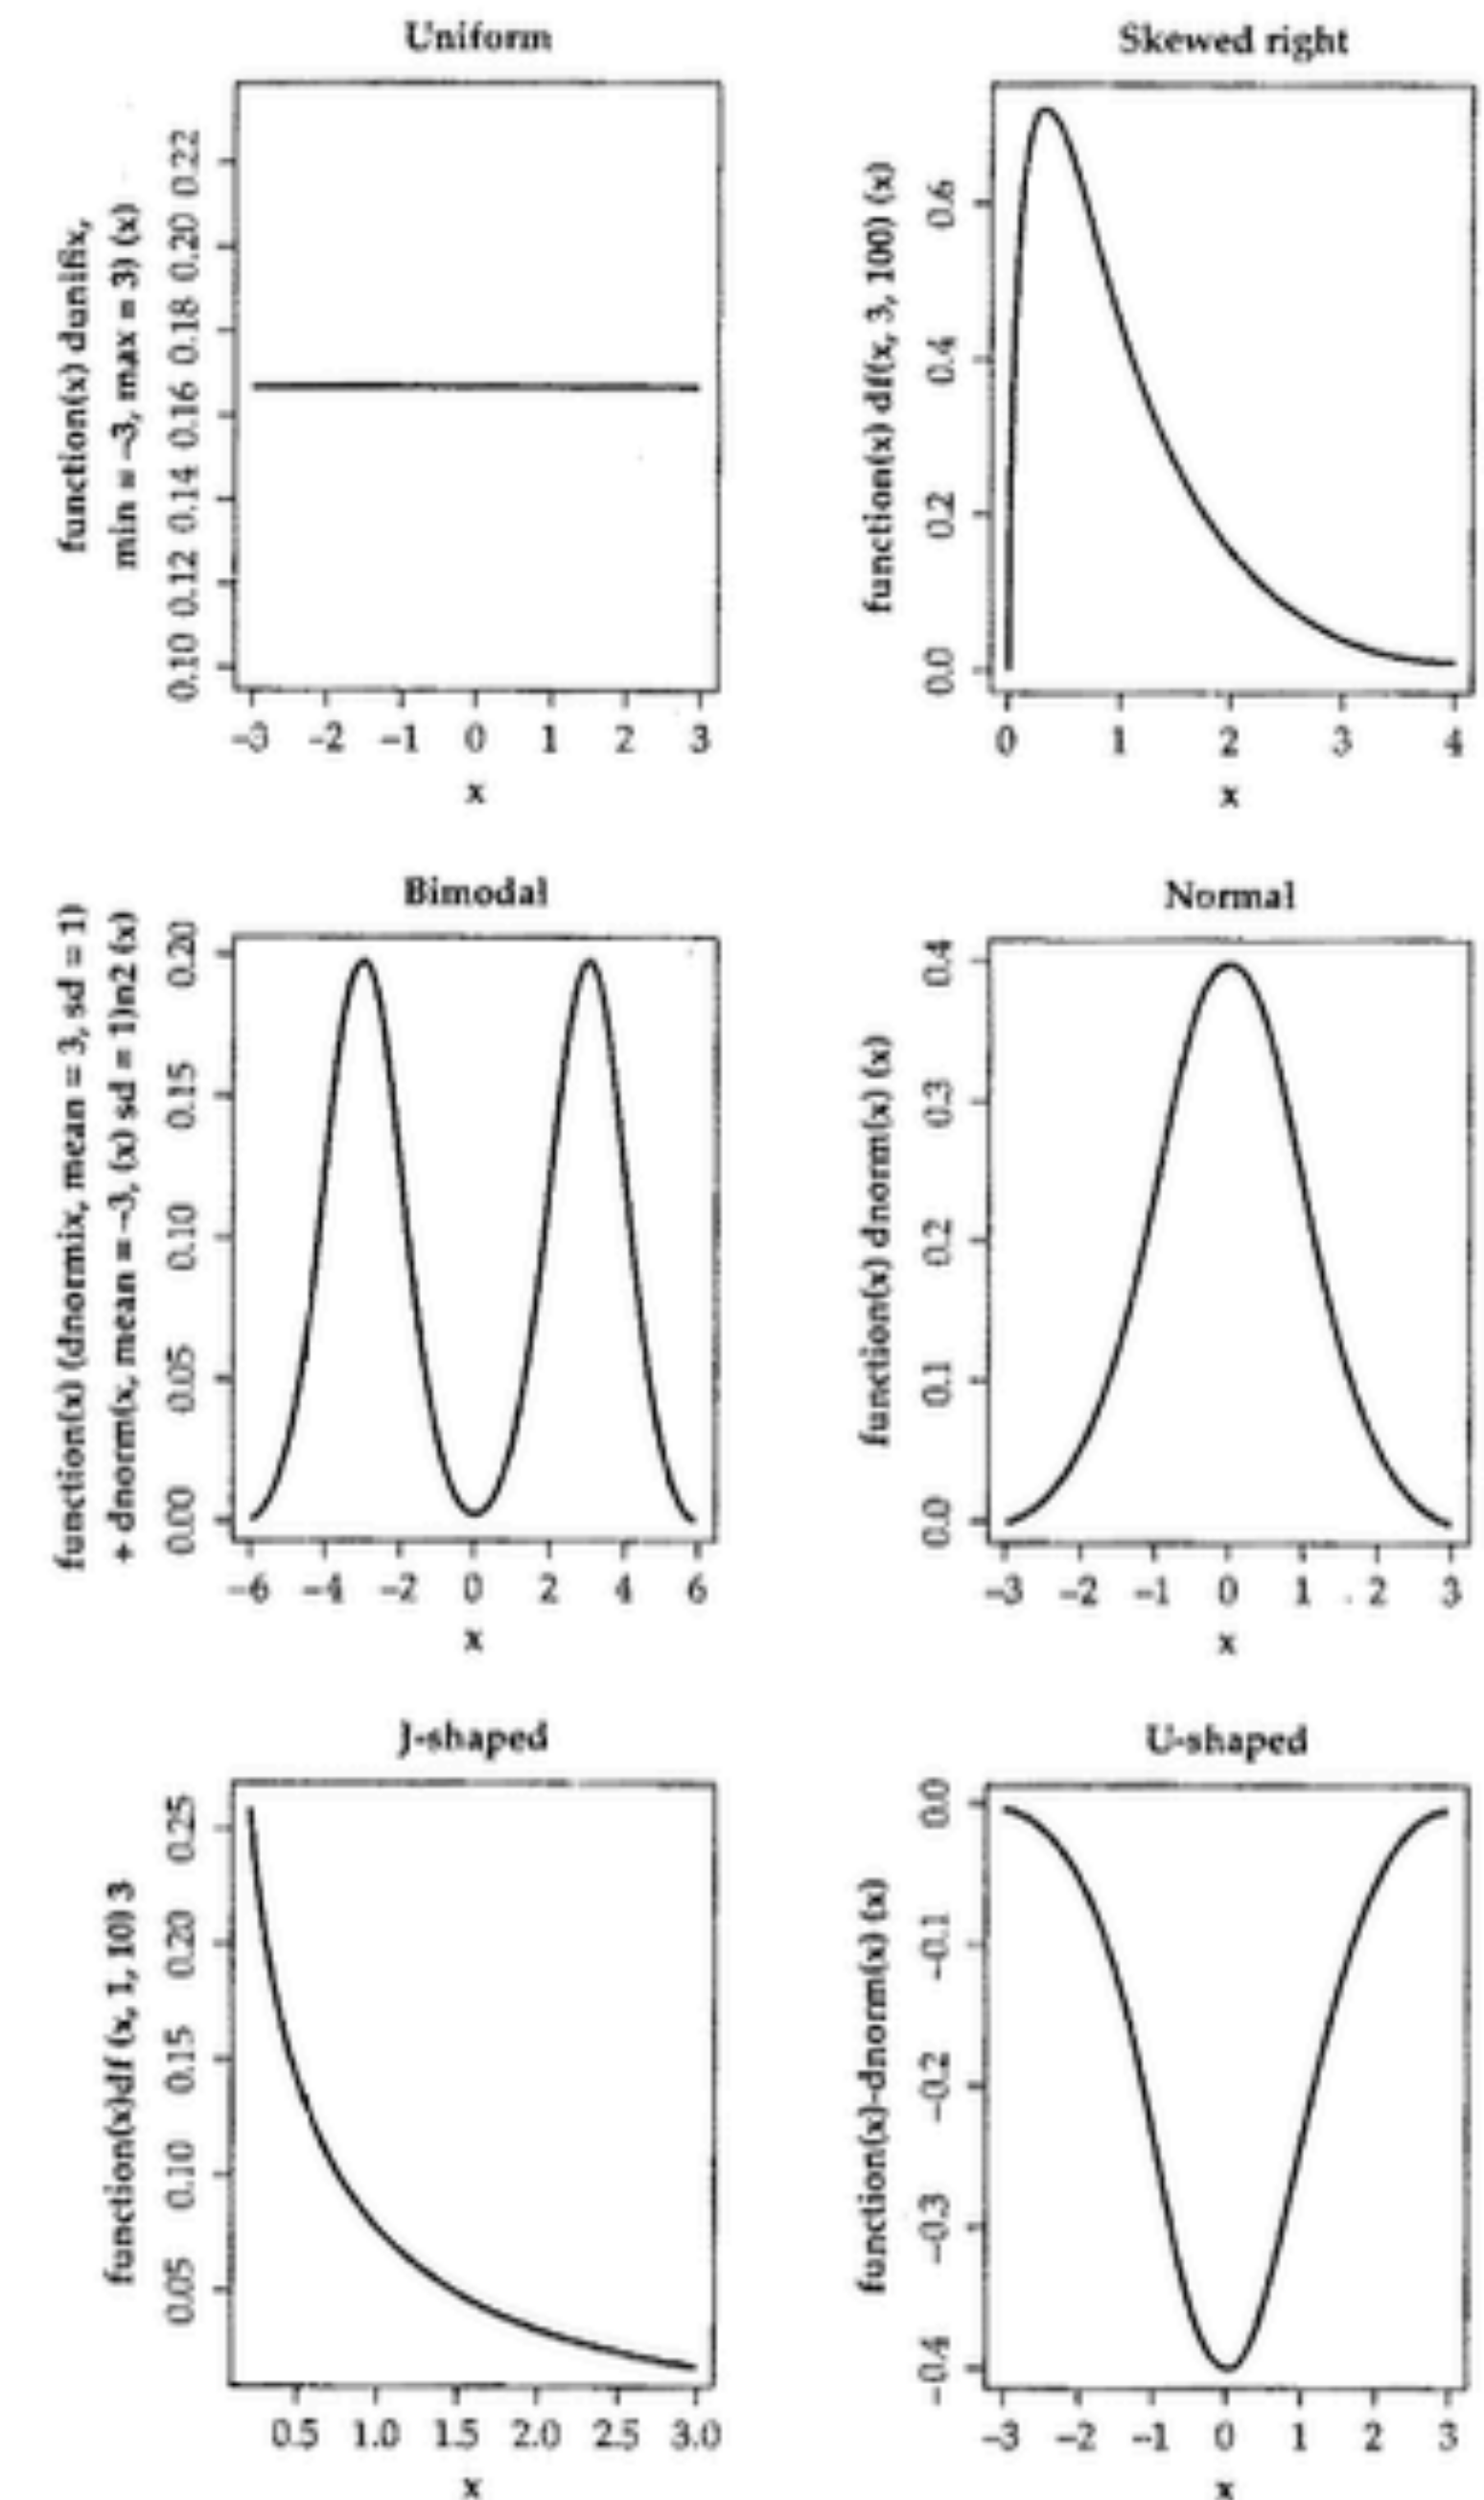 Uniform
function(x) dunifix,
min = -3, max = 3) (x)
0.10 0.12 0.14 0.16 0.18 0.20 0.22
-3 -2 -1 0 1 2 3
x
Skewed right
function(x) df(x, 3, 100) (x)
0.0 0.2 0.4 0.6
0 1 2 3 4
x
Bimodal
function(x) (dnormix, mean = 3, sd = 1)
+ dnorm(x, mean = -3, (x) sd = 1)n2 (x)
0.00 0.05 0.10 0.15 0.20
-6 -4 -2 0 2 4 6
x
Normal
function(x) dnorm(x) (x)
0.0 0.1 0.2 0.3 0.4
-3 -2 -1 0 1 2 3
x
J-shaped
function(x)df (x, 1, 10) 3
0.05 0.10 0.15 0.20 0.25
0.5 1.0 1.5 2.0 2.5 3.0
x
U-shaped
function(x)-dnorm(x) (x)
-0.4 -0.3 -0.2 -0.1 0.0
-3 -2 -1 0 1 2 3
x